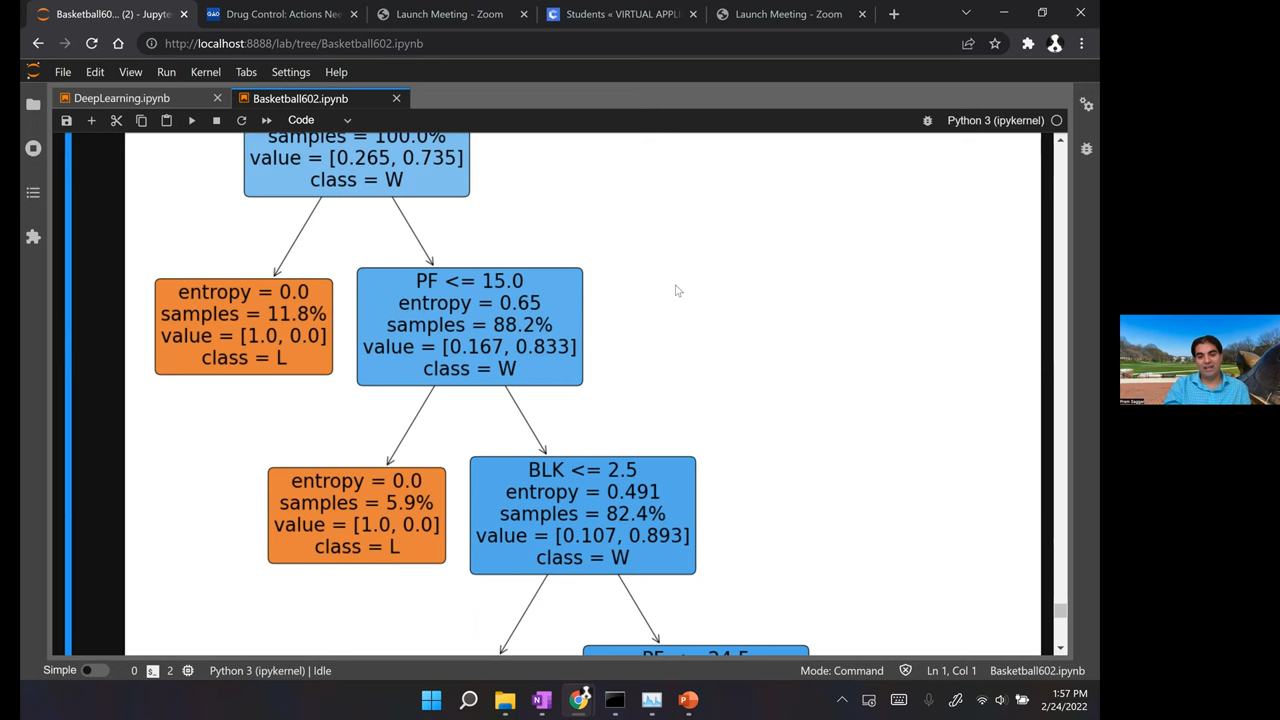 Basketball60... (2) - Jupyte
Drug Control: Actions Nee
Launch Meeting - Zoom
Students « VIRTUAL APPL
Launch Meeting - Zoom
http://localhost:8888/lab/tree/Basketball602.ipynb
File Edit View Run Kernel Tabs Settings Help
DeepLearning.ipynb
Basketball602.ipynb
Code
Python 3 (ipykernel)
samples = 100.0%
value = [0.265, 0.735]
class = W
entropy = 0.0
samples = 11.8%
value = [1.0, 0.0]
class = L
PF <= 15.0
entropy = 0.65
samples = 88.2%
value = [0.167, 0.833]
class = W
entropy = 0.0
samples = 5.9%
value = [1.0, 0.0]
class = L
BLK <= 2.5
entropy = 0.491
samples = 82.4%
value = [0.107, 0.893]
class = W
Simple 0 2 Python 3 (ipykernel) | Idle
Mode: Command
Ln 1, Col 1
Basketball602.ipynb
1:57 PM
2/24/2022
Prem Saggar